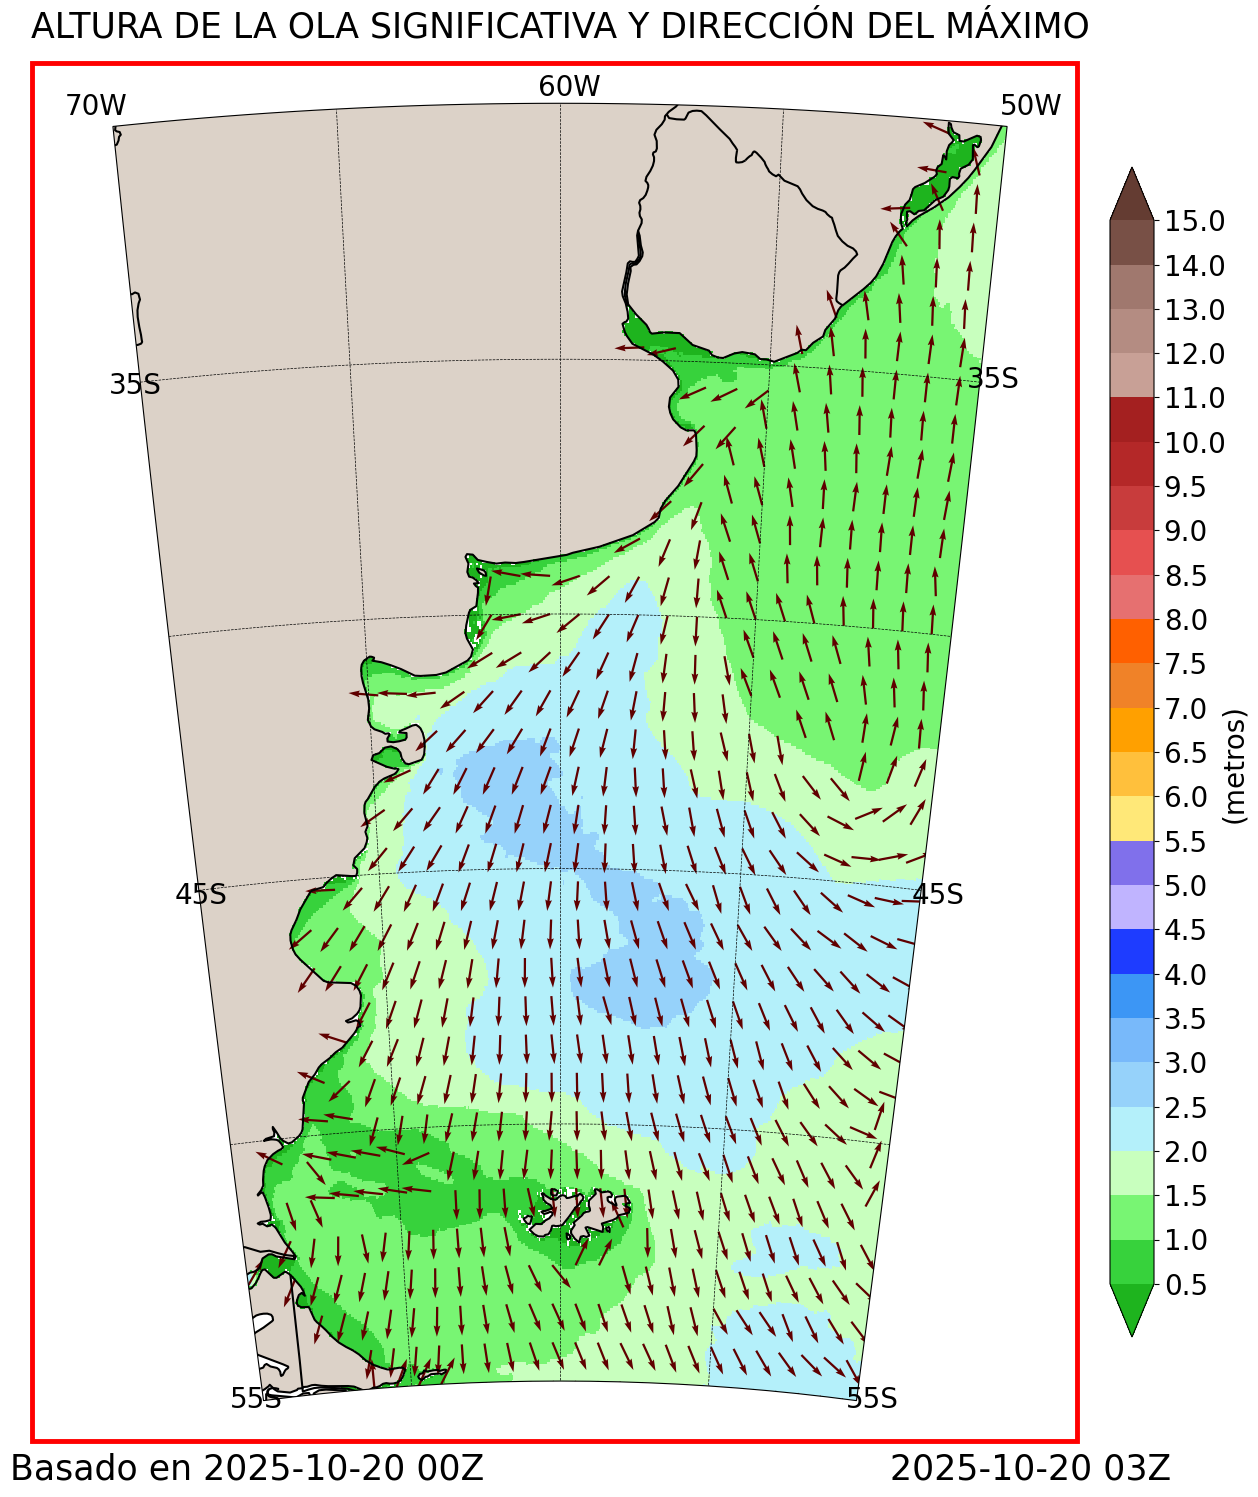 ALTURA DE LA OLA SIGNIFICATIVA Y DIRECCIÓN DEL MÁXIMO
70W
60W
50W
35S
35S
45S
45S
55S
55S
15.0
14.0
13.0
12.0
11.0
10.0
9.5
9.0
8.5
8.0
7.5
7.0
6.5
6.0
5.5
5.0
4.5
4.0
3.5
3.0
2.5
2.0
1.5
1.0
0.5
(metros)
Basado en 2025-10-20 00Z
2025-10-20 03Z